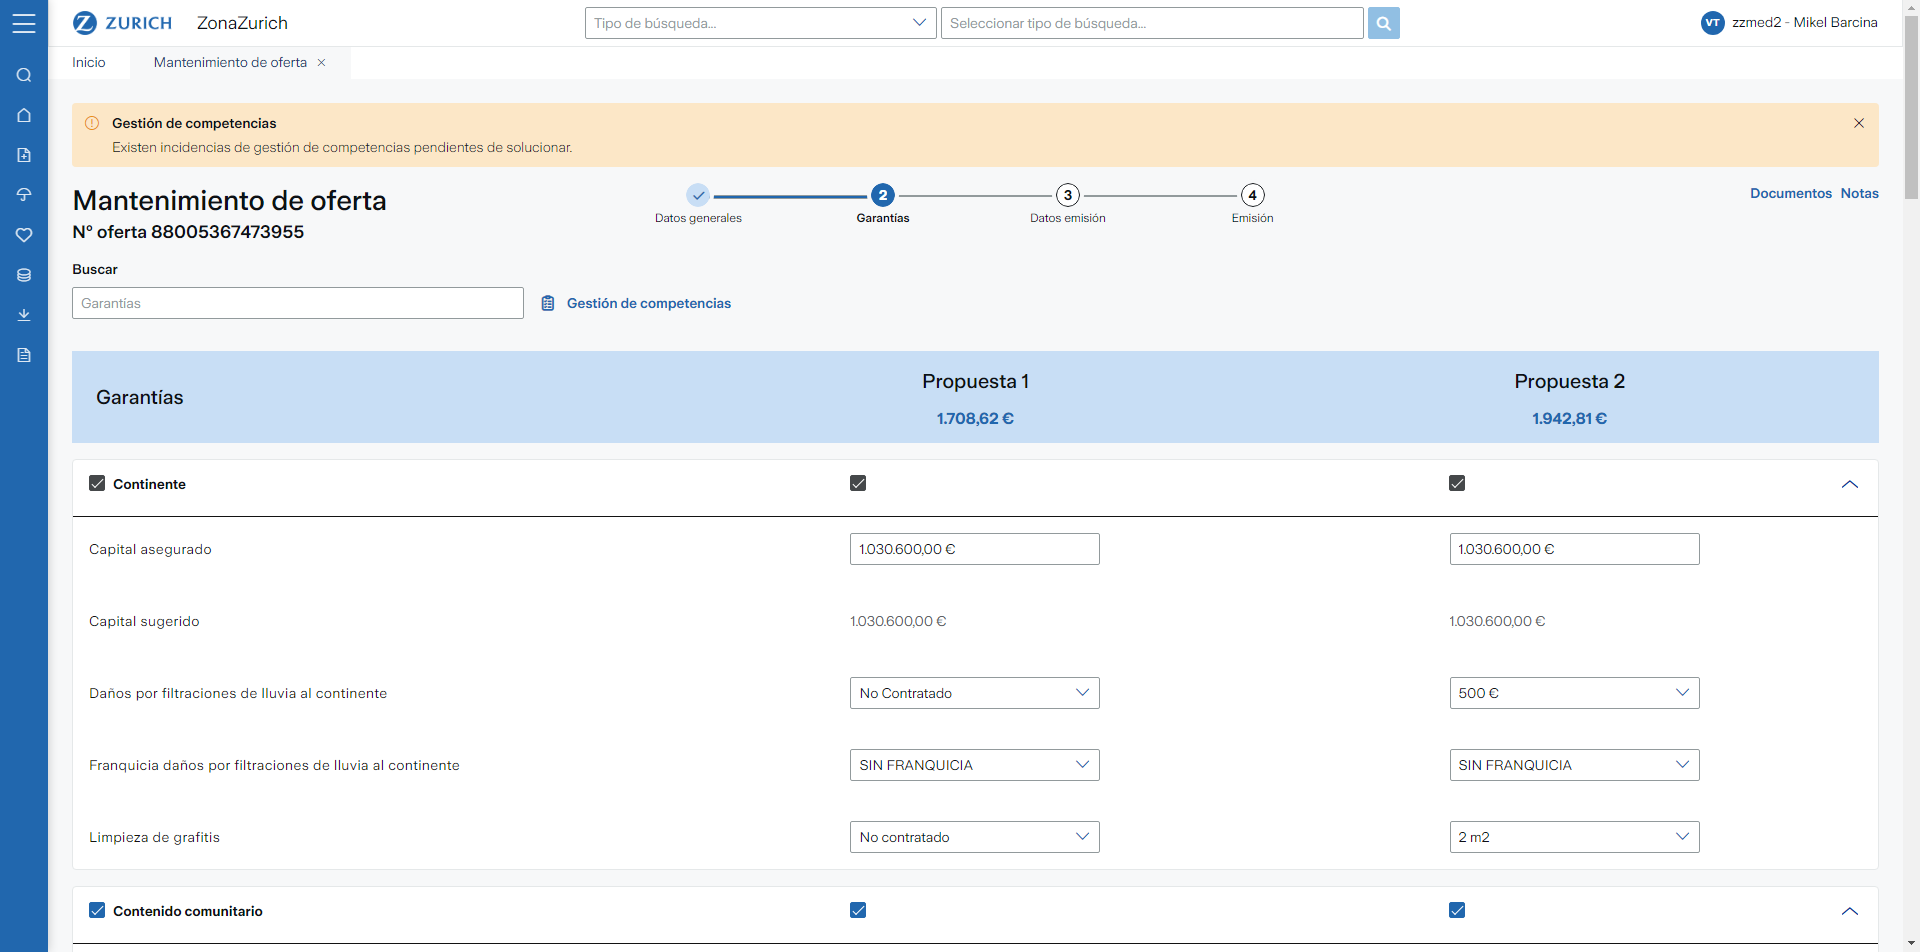 ZURICH ZonaZurich Tipo de búsqueda... Seleccionar tipo de búsqueda... VT zzmed2 - Mikel Barcina
Inicio Mantenimiento de oferta
Gestión de competencias
Existen incidencias de gestión de competencias pendientes de solucionar.
Mantenimiento de oferta
Nº oferta 88005367473955
2 3 4
Datos generales Garantías Datos emisión Emisión
Documentos Notas
Buscar
Garantías Gestión de competencias
Garantías Propuesta 1 Propuesta 2
1.708,62 € 1.942,81 €
Continente
Capital asegurado 1.030.600,00 € 1.030.600,00 €
Capital sugerido 1.030.600,00 € 1.030.600,00 €
Daños por filtraciones de lluvia al continente No Contratado 500 €
Franquicia daños por filtraciones de lluvia al continente SIN FRANQUICIA SIN FRANQUICIA
Limpieza de grafitis No contratado 2 m2
Contenido comunitario